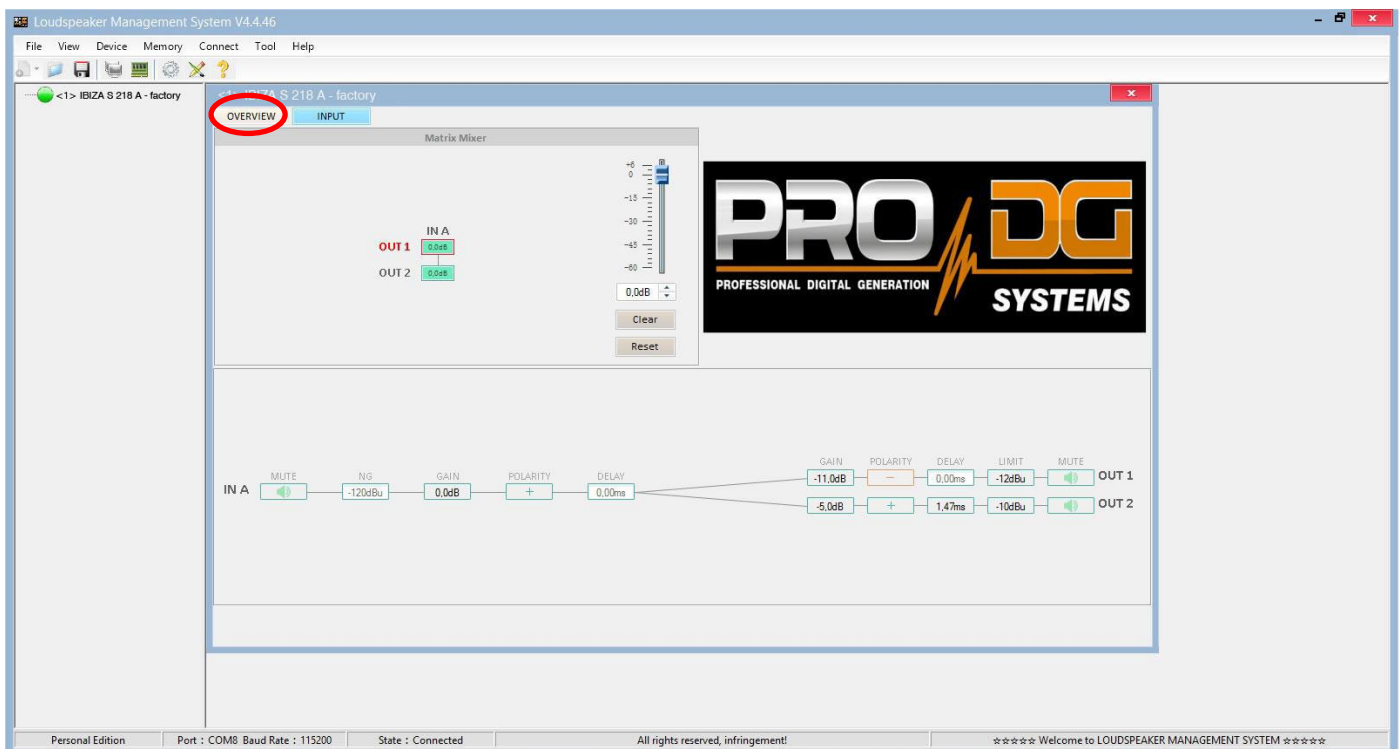 Loudspeaker Management System V4.4.46
File View Device Memory Connect Tool Help
<1> IBIZA S 218 A - factory
<1> IBIZA S 218 A - factory
OVERVIEW INPUT
Matrix Mixer
+6
0
-15
-30
-45
-60
IN A
OUT 1 0,0dB
OUT 2 0,0dB
0,0dB
Clear
Reset
PRO DG
PROFESSIONAL DIGITAL GENERATION
SYSTEMS
GAIN POLARITY DELAY LIMIT MUTE
-11,0dB − 0,00ms -12dBu OUT 1
MUTE NG GAIN POLARITY DELAY
IN A -120dBu 0,0dB + 0,00ms
-5,0dB + 1,47ms -10dBu OUT 2
Personal Edition Port : COM8 Baud Rate : 115200 State : Connected All rights reserved, infringement! ☆☆☆☆☆ Welcome to LOUDSPEAKER MANAGEMENT SYSTEM ☆☆☆☆☆